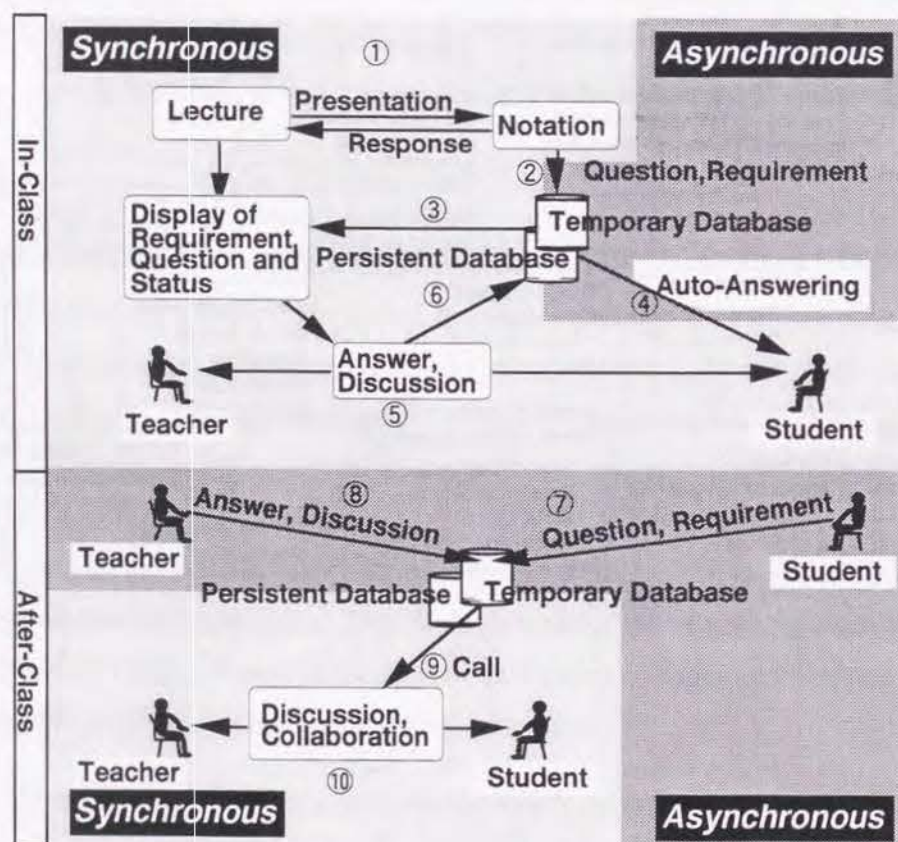 In-Class
Synchronous
①
Asynchronous
Lecture
Presentation
Response
Notation
②
Question,Requirement
Display of
Requirement,
Question and
Status
③
Temporary Database
Persistent Database
⑥
④
Auto-Answering
Answer,
Discussion
⑤
Teacher
Student
After-Class
⑧
Answer, Discussion
⑦
Question, Requirement
Teacher
Student
Persistent Database
Temporary Database
⑨ Call
Discussion,
Collaboration
⑩
Teacher
Student
Synchronous
Asynchronous